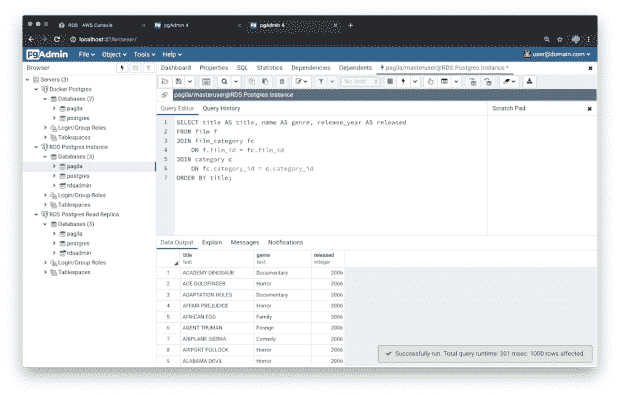 RDS · AWS Console
pgAdmin 4
pgAdmin 4
localhost:81/browser/
pgAdmin
File
Object
Tools
Help
user@domain.com
Browser
Dashboard
Properties
SQL
Statistics
Dependencies
Dependents
pagila/masteruser@RDS Postgres Instance *
Servers (3)
Docker Postgres
Databases (2)
pagila
postgres
Login/Group Roles
Tablespaces
RDS Postgres Instance
Databases (3)
pagila
postgres
rdsadmin
Login/Group Roles
Tablespaces
RDS Postgres Read Replica
Databases (3)
pagila
postgres
rdsadmin
Login/Group Roles
Tablespaces
No limit
pagila/masteruser@RDS Postgres Instance
Query Editor
Query History
Scratch Pad
1 SELECT title AS title, name AS genre, release_year AS released
2 FROM film f
3 JOIN film_category fc
4 ON f.film_id = fc.film_id
5 JOIN category c
6 ON fc.category_id = c.category_id
7 ORDER BY title;
Data Output
Explain
Messages
Notifications
title text
genre text
released integer
1 ACADEMY DINOSAUR Documentary 2006
2 ACE GOLDFINGER Horror 2006
3 ADAPTATION HOLES Documentary 2006
4 AFFAIR PREJUDICE Horror 2006
5 AFRICAN EGG Family 2006
6 AGENT TRUMAN Foreign 2006
7 AIRPLANE SIERRA Comedy 2006
8 AIRPORT POLLOCK Horror 2006
9 ALABAMA DEVIL Horror 2006
Successfully run. Total query runtime: 301 msec. 1000 rows affected.